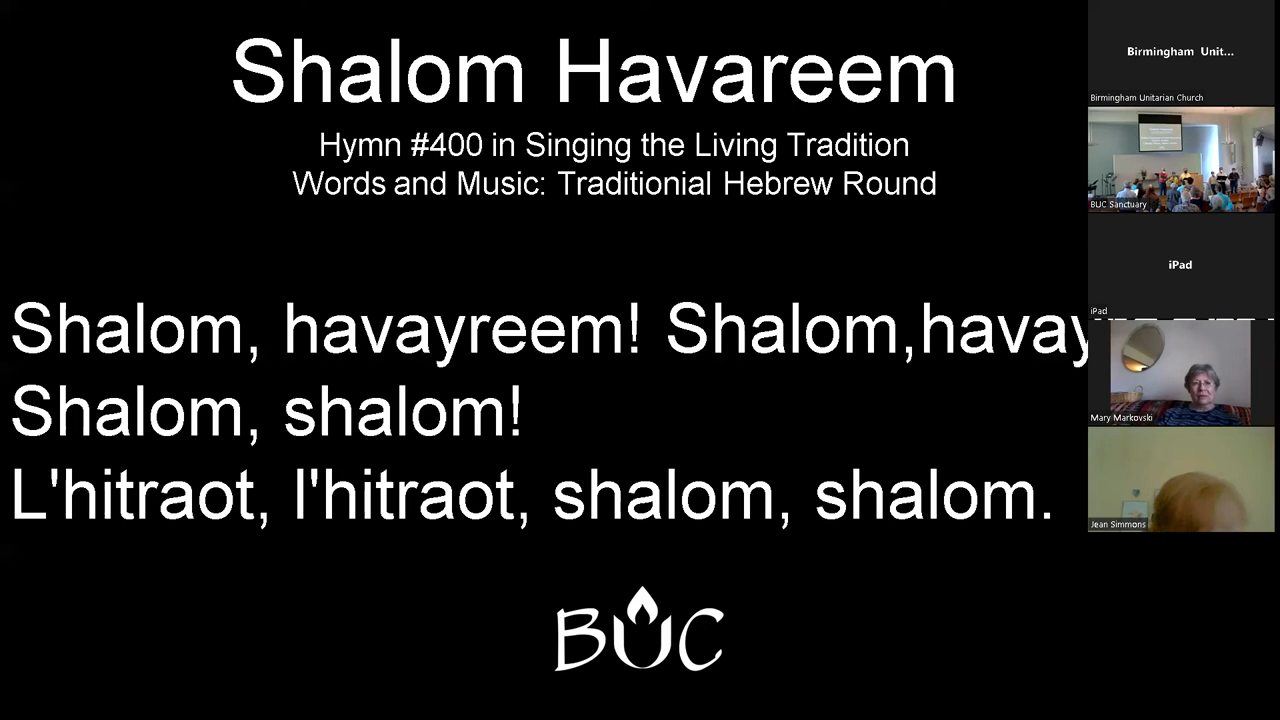 Shalom Havareem
Hymn #400 in Singing the Living Tradition
Words and Music: Traditionial Hebrew Round
Shalom, havayreem! Shalom,havay
Shalom, shalom!
L'hitraot, l'hitraot, shalom, shalom.
BUC
Birmingham Unit...
Birmingham Unitarian Church
BUC Sanctuary
iPad
iPad
Mary Markovski
Jean Simmons